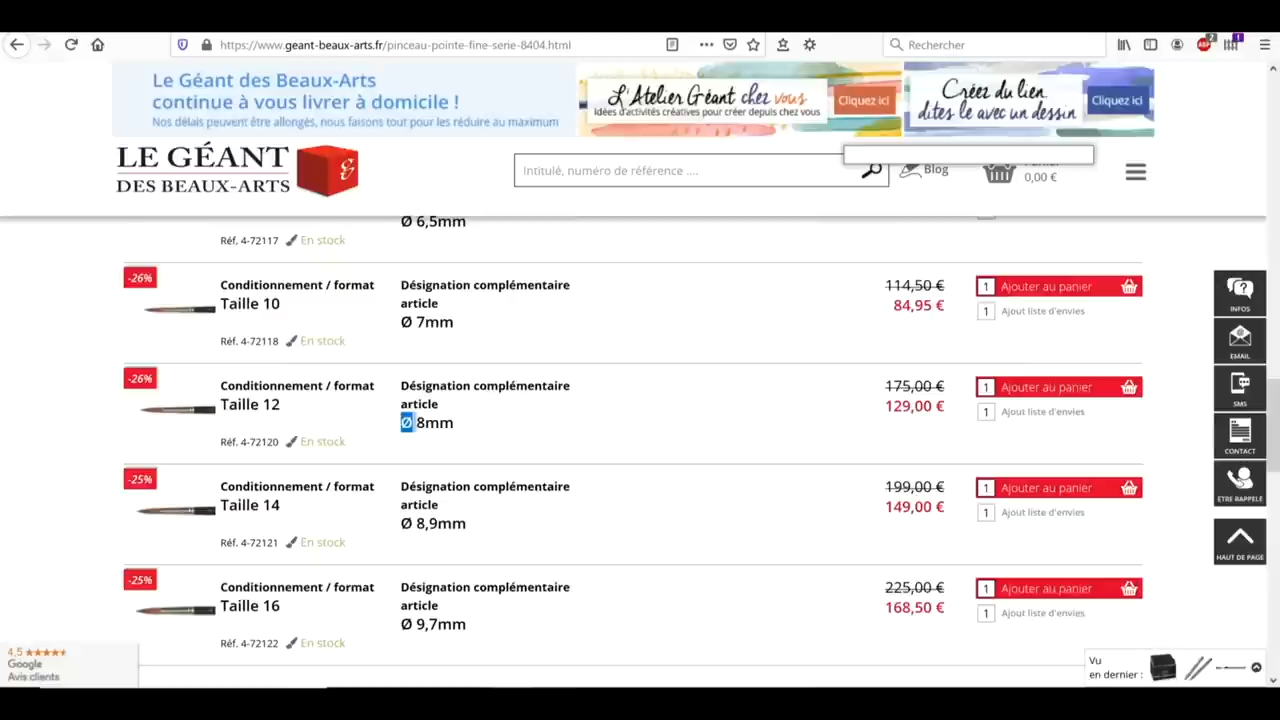 https://www.geant-beaux-arts.fr/pinceau-pointe-fine-serie-8404.html
Rechercher
ABP
2
1
Le Géant des Beaux-Arts
continue à vous livrer à domicile !
Nos délais peuvent être allongés, nous faisons tout pour les réduire au maximum
L'Atelier Géant chez vous
Idées d'activités créatives pour créer depuis chez vous
Cliquez ici
Créez du lien,
dites le avec un dessin
Cliquez ici
LE GÉANT
DES BEAUX-ARTS
Intitulé, numéro de référence ....
Blog
0,00 €
Ø 6,5mm
Réf. 4-72117 En stock
-26%
Conditionnement / format
Taille 10
Réf. 4-72118 En stock
Désignation complémentaire
article
Ø 7mm
114,50 €
84,95 €
1 Ajouter au panier
1 Ajout liste d'envies
-26%
Conditionnement / format
Taille 12
Réf. 4-72120 En stock
Désignation complémentaire
article
Ø 8mm
175,00 €
129,00 €
1 Ajouter au panier
1 Ajout liste d'envies
-25%
Conditionnement / format
Taille 14
Réf. 4-72121 En stock
Désignation complémentaire
article
Ø 8,9mm
199,00 €
149,00 €
1 Ajouter au panier
1 Ajout liste d'envies
-25%
Conditionnement / format
Taille 16
Réf. 4-72122 En stock
Désignation complémentaire
article
Ø 9,7mm
225,00 €
168,50 €
1 Ajouter au panier
1 Ajout liste d'envies
INFOS
EMAIL
SMS
CONTACT
ETRE RAPPELÉ
HAUT DE PAGE
4,5
Google
Avis clients
Vu
en dernier :